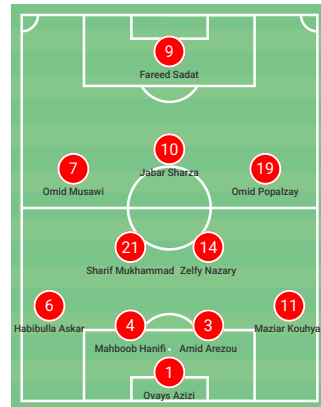 9
Fareed Sadat
10
Jabar Sharza
7
Omid Musawi
19
Omid Popalzay
21
Sharif Mukhammad
14
Zelfy Nazary
6
Habibulla Askar
11
Maziar Kouhya
4
Mahboob Hanifi
3
Amid Arezou
1
Ovays Azizi